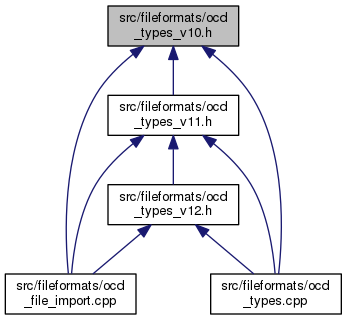 src/fileformats/ocd
_types_v10.h
src/fileformats/ocd
_types_v11.h
src/fileformats/ocd
_types_v12.h
src/fileformats/ocd
_file_import.cpp
src/fileformats/ocd
_types.cpp